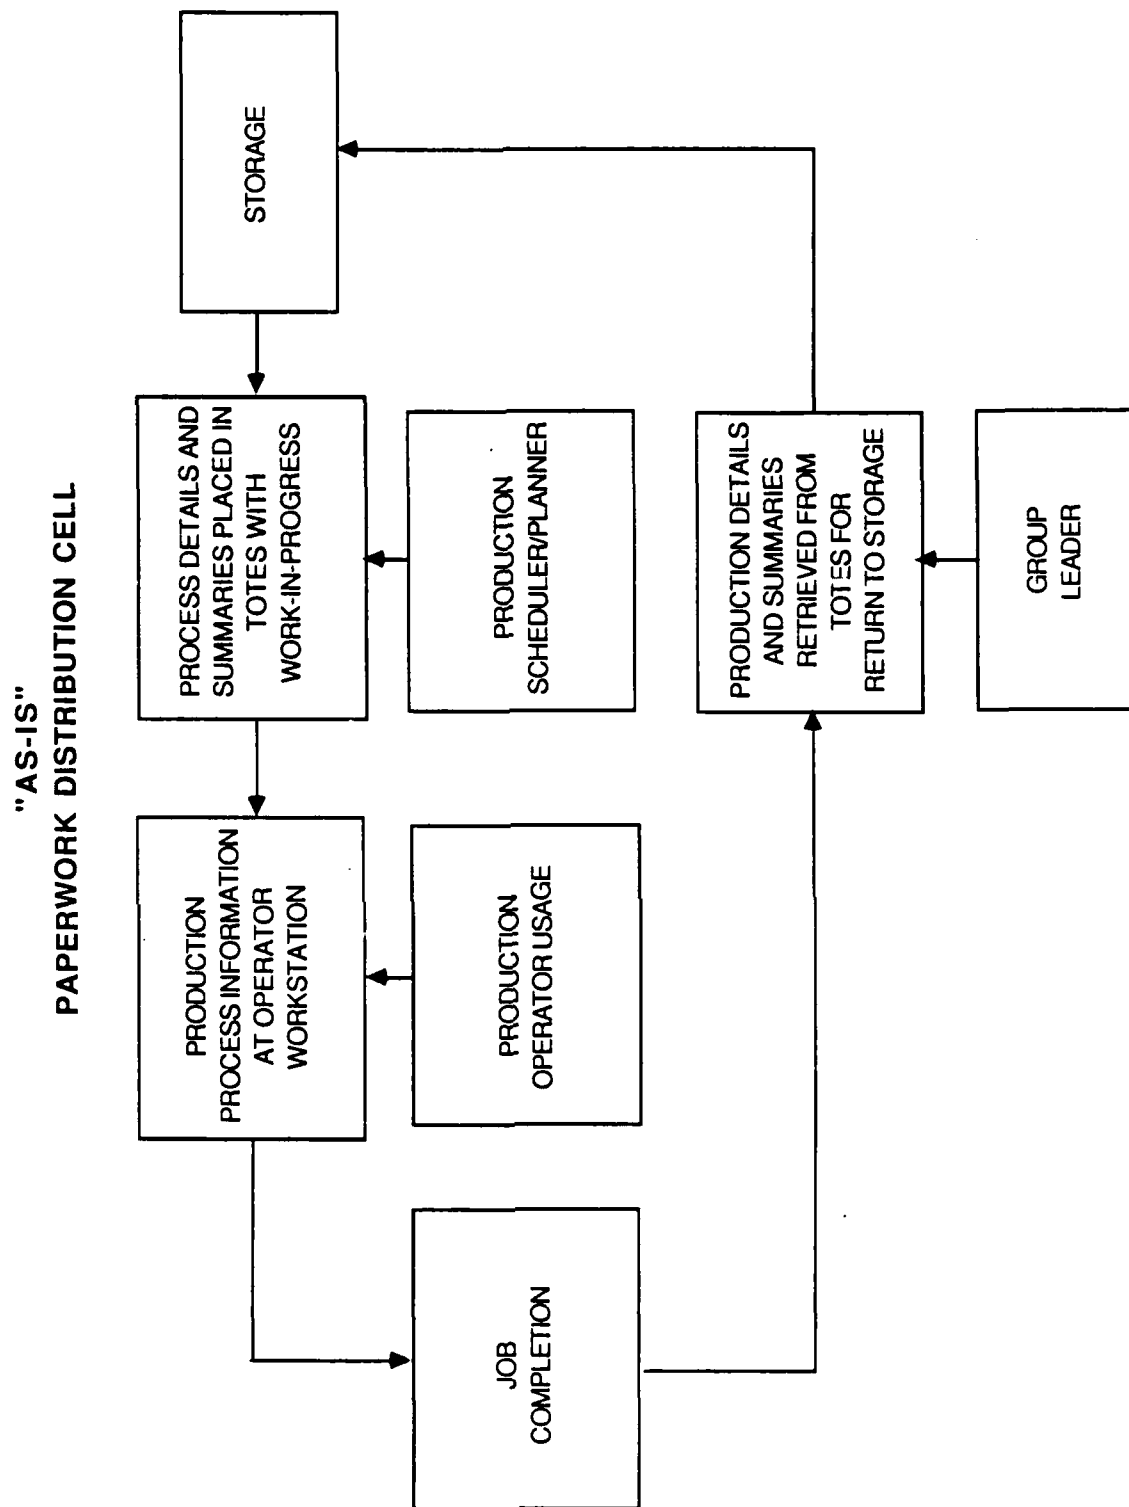 "AS-IS"
PAPERWORK DISTRIBUTION CELL
STORAGE
PROCESS DETAILS AND
SUMMARIES PLACED IN
TOTES WITH
WORK-IN-PROGRESS
PRODUCTION
PROCESS INFORMATION
AT OPERATOR
WORKSTATION
PRODUCTION
SCHEDULER/PLANNER
PRODUCTION
OPERATOR USAGE
JOB
COMPLETION
PRODUCTION DETAILS
AND SUMMARIES
RETRIEVED FROM
TOTES FOR
RETURN TO STORAGE
GROUP
LEADER